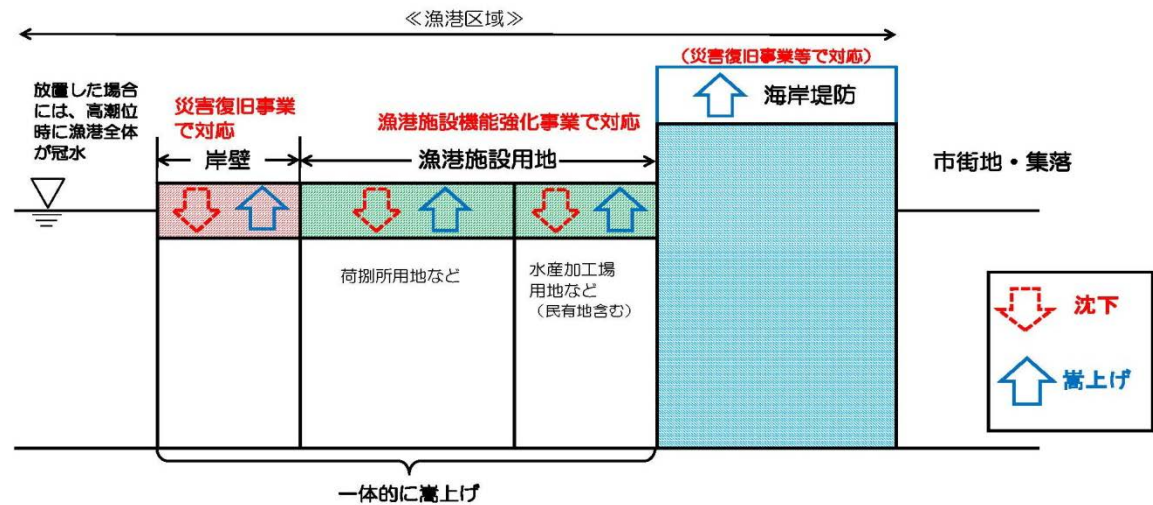 ≪漁港区域≫
(災害復旧事業等で対応)
海岸堤防
放置した場合
には、高潮位
時に漁港全体
が冠水
災害復旧事業
で対応
漁港施設機能強化事業で対応
岸壁
漁港施設用地
市街地・集落
荷捌所用地など
水産加工場
用地など
(民有地含む)
沈下
嵩上げ
一体的に嵩上げ